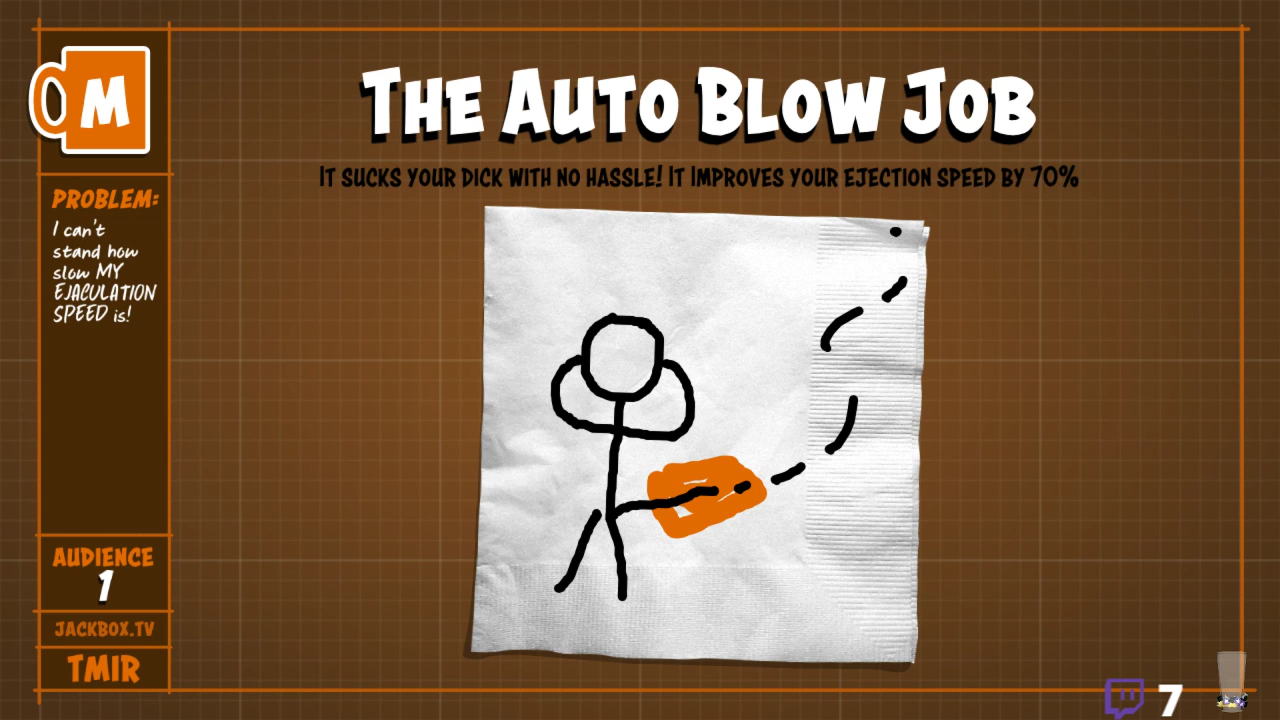 M
THE AUTO BLOW JOB
IT SUCKS YOUR DICK WITH NO HASSLE! IT IMPROVES YOUR EJECTION SPEED BY 70%
PROBLEM:
I can't
stand how
slow MY
EJACULATION
SPEED is!
AUDIENCE
1
JACKBOX.TV
TMIR
7